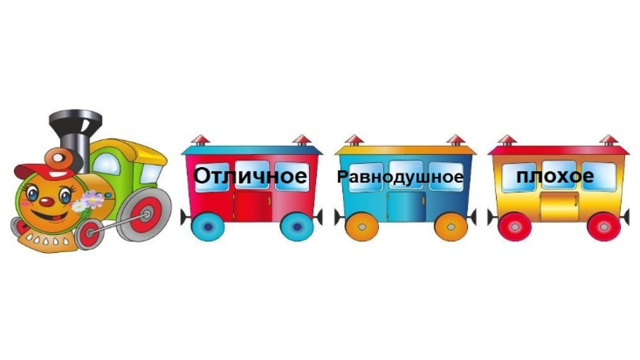 Отличное
Равнодушное
плохое